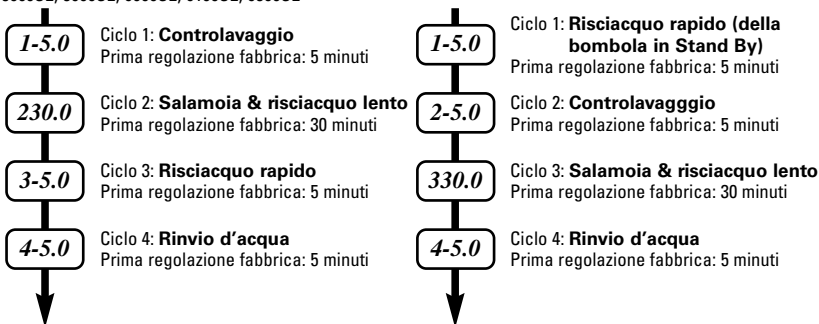 1-5.0
Ciclo 1: Controlavaggio
Prima regolazione fabbrica: 5 minuti
230.0
Ciclo 2: Salamoia & risciacquo lento
Prima regolazione fabbrica: 30 minuti
3-5.0
Ciclo 3: Risciacquo rapido
Prima regolazione fabbrica: 5 minuti
4-5.0
Ciclo 4: Rinvio d’acqua
Prima regolazione fabbrica: 5 minuti
1-5.0
Ciclo 1: Risciacquo rapido (della
bombola in Stand By)
Prima regolazione fabbrica: 5 minuti
2-5.0
Ciclo 2: Controlavagggio
Prima regolazione fabbrica: 5 minuti
330.0
Ciclo 3: Salamoia & risciacquo lento
Prima regolazione fabbrica: 30 minuti
4-5.0
Ciclo 4: Rinvio d’acqua
Prima regolazione fabbrica: 5 minuti